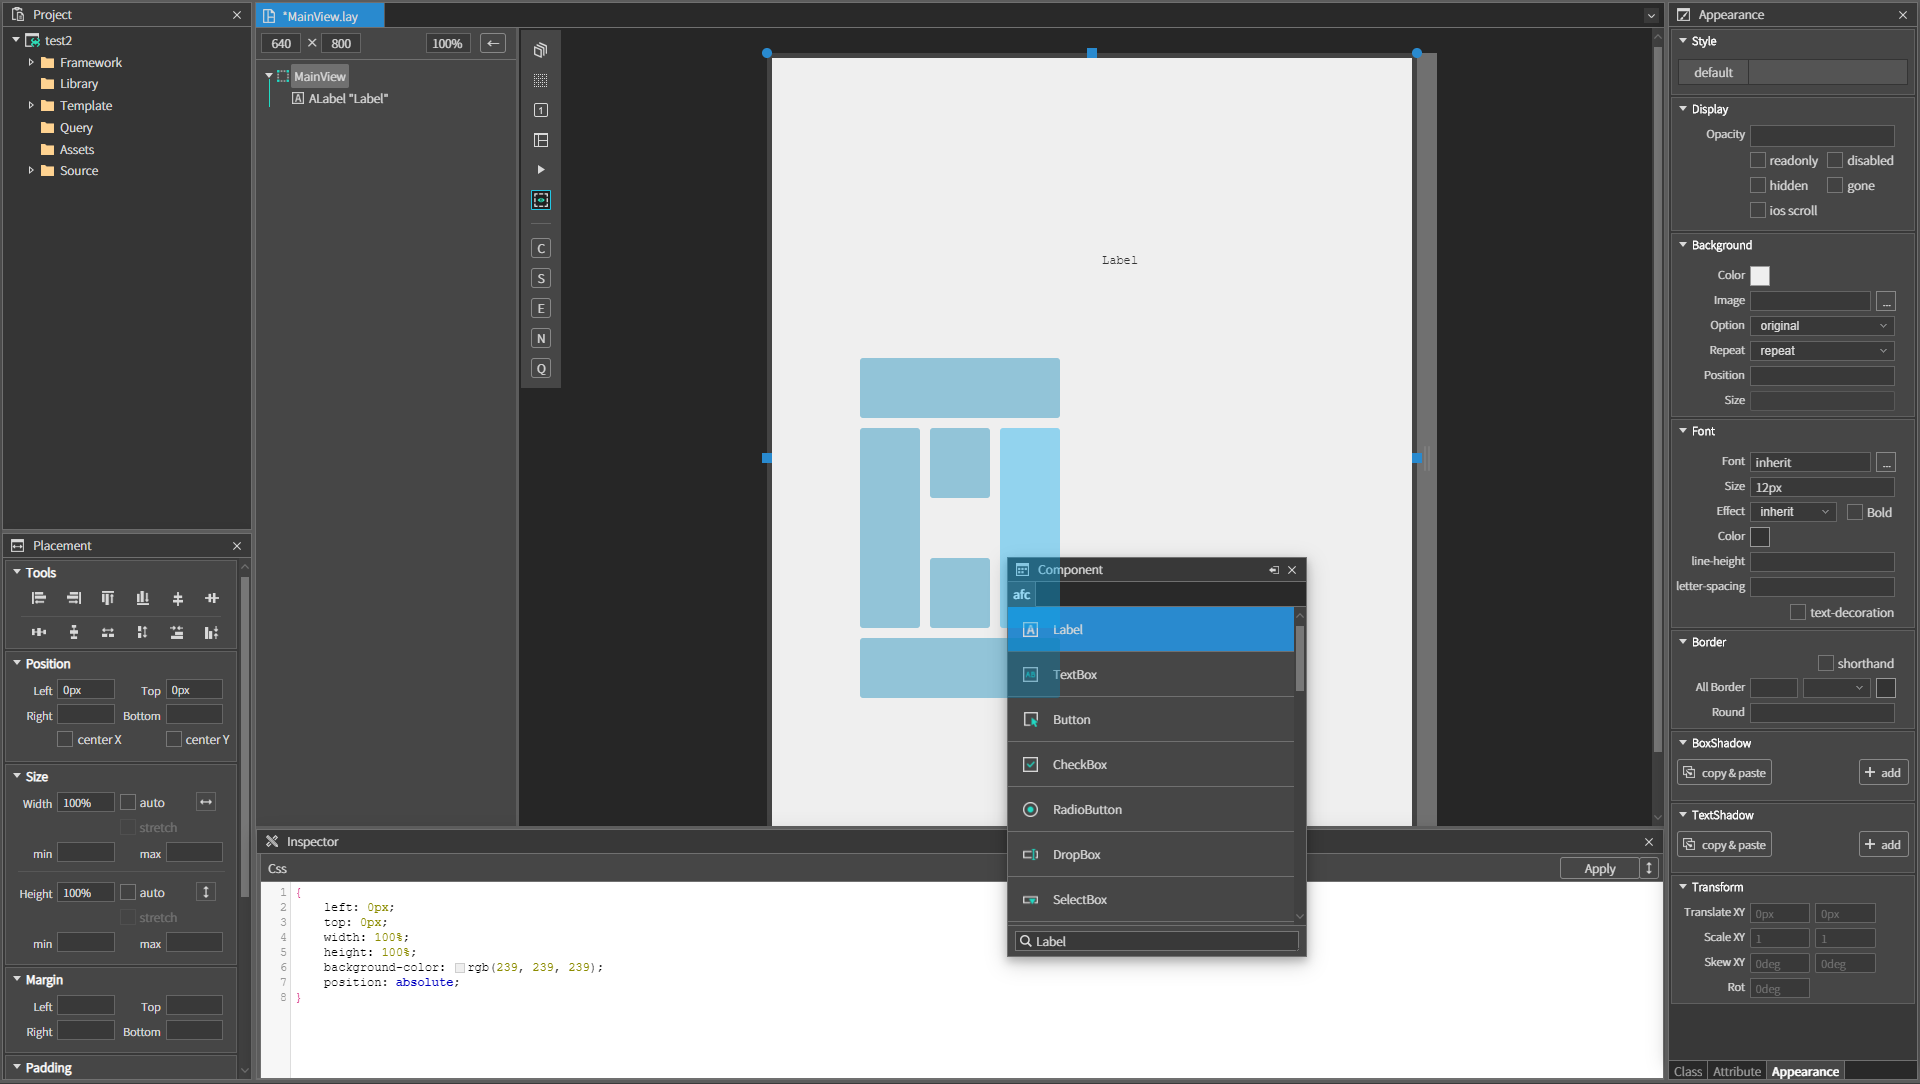 Project
test2
Framework
Library
Template
Query
Assets
Source
Placement
Tools
Position
Left 0px Top 0px
Right Bottom
center X center Y
Size
Width 100% auto
stretch
min max
Height 100% auto
stretch
min max
Margin
Left Top
Right Bottom
Padding
*MainView.lay
640 × 800 100%
MainView
ALabel "Label"
1
C
S
E
N
Q
Label
Component
afc
Label
TextBox
Button
CheckBox
RadioButton
DropBox
SelectBox
Label
Inspector
Css Apply
1 {
2 left: 0px;
3 top: 0px;
4 width: 100%;
5 height: 100%;
6 background-color: rgb(239, 239, 239);
7 position: absolute;
8 }
Appearance
Style
default
Display
Opacity
readonly disabled
hidden gone
ios scroll
Background
Color
Image ...
Option original
Repeat repeat
Position
Size
Font
Font inherit ...
Size 12px
Effect inherit Bold
Color
line-height
letter-spacing
text-decoration
Border
shorthand
All Border
Round
BoxShadow
copy & paste + add
TextShadow
copy & paste + add
Transform
Translate XY 0px 0px
Scale XY 1 1
Skew XY 0deg 0deg
Rot 0deg
Class Attribute Appearance